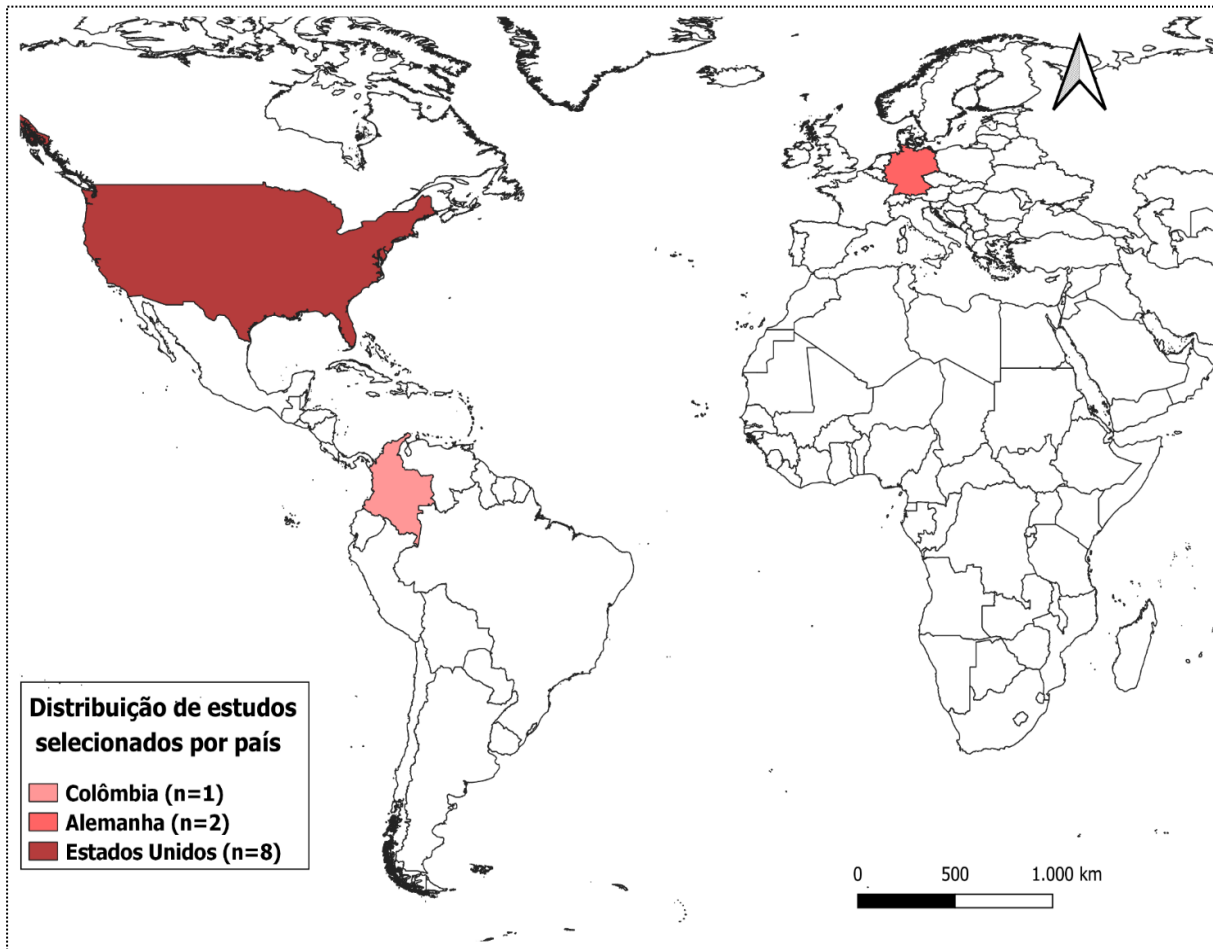 Distribuição de estudos
selecionados por país
Colômbia (n=1)
Alemanha (n=2)
Estados Unidos (n=8)
0 500 1.000 km